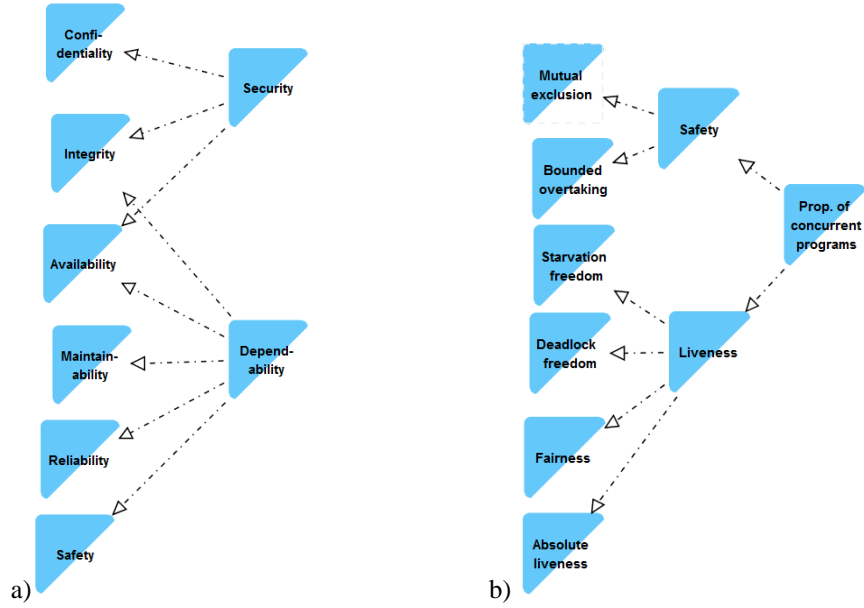 Confi-
dentiality
Security
Integrity
Availability
Maintain-
ability
Depend-
ability
Reliability
Safety
a)
Mutual
exclusion
Safety
Bounded
overtaking
Prop. of
concurrent
programs
Starvation
freedom
Deadlock
freedom
Liveness
Fairness
Absolute
liveness
b)